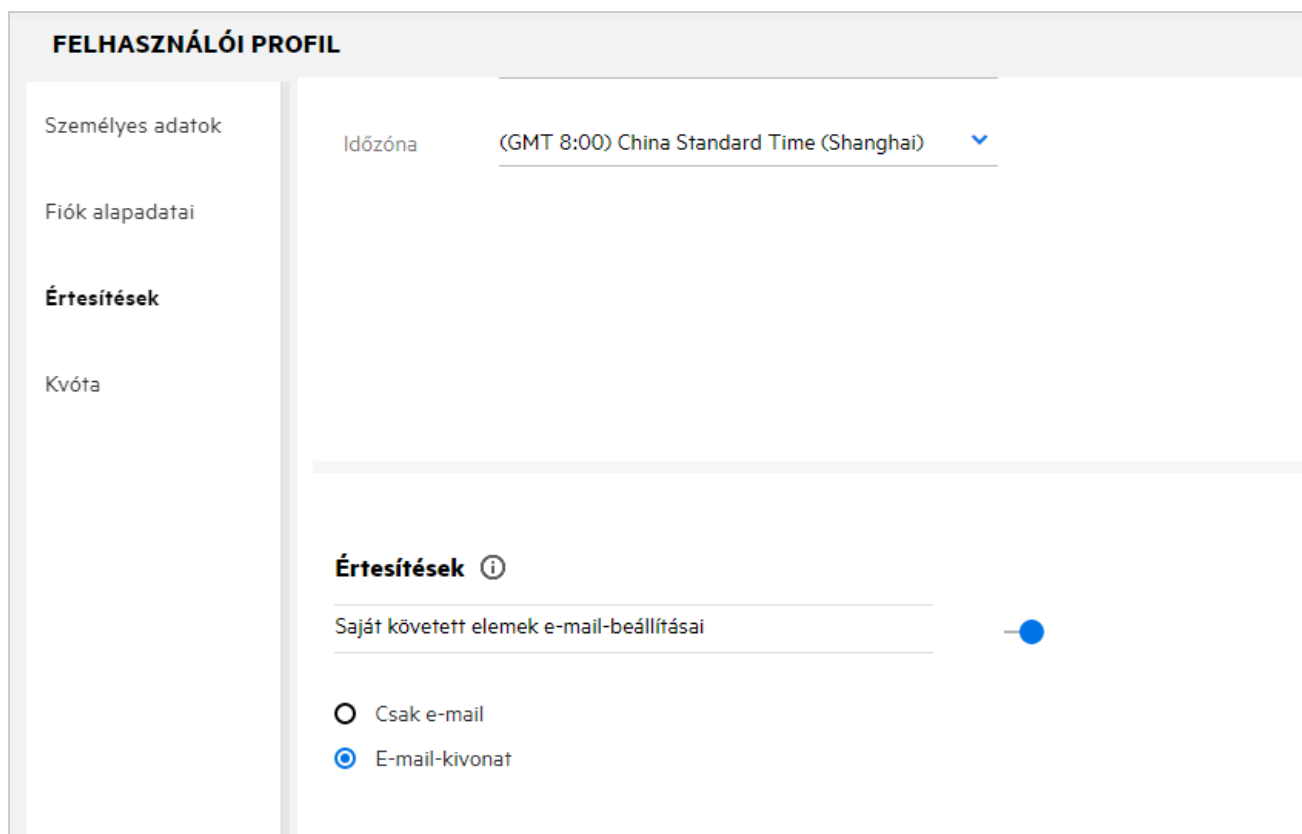 FELHASZNÁLÓI PROFIL
Személyes adatok
Fiók alapadatai
Értesítések
Kvóta
Időzóna (GMT 8:00) China Standard Time (Shanghai)
Értesítések
Saját követett elemek e-mail-beállításai
Csak e-mail
E-mail-kivonat